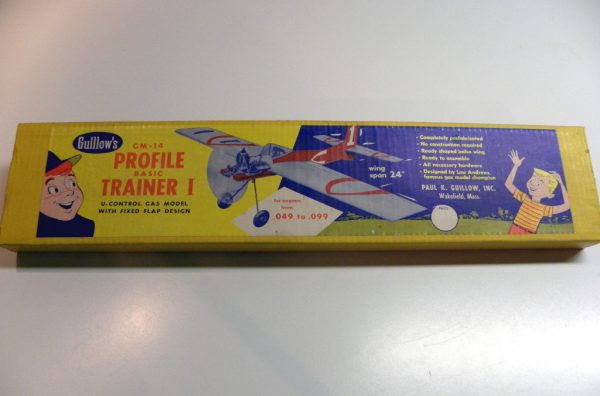 Guillow's
GM-14
PROFILE
BASIC
TRAINER I
U-CONTROL GAS MODEL
WITH FIXED FLAP DESIGN
for engines
from
.049 to .099
1
wing
span 24"
• Completely prefabricated
• No construction required
• Ready shaped balsa wing
• Ready to assemble
• All necessary hardware
• Designed by Lou Andrews,
famous gas model champion
PAUL K. GUILLOW, INC.
Wakefield, Mass.
PRICE